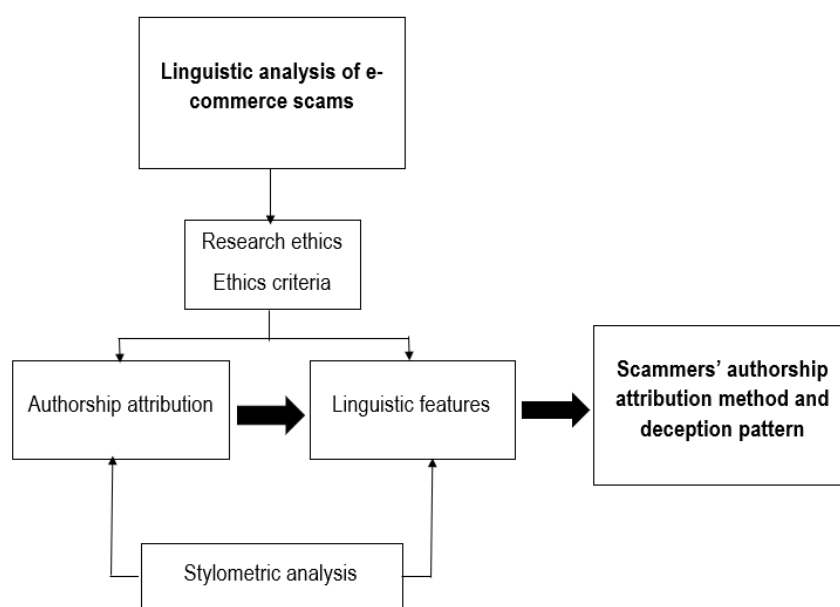 Linguistic analysis of e-
commerce scams
Research ethics
Ethics criteria
Authorship attribution
Linguistic features
Scammers’ authorship
attribution method and
deception pattern
Stylometric analysis